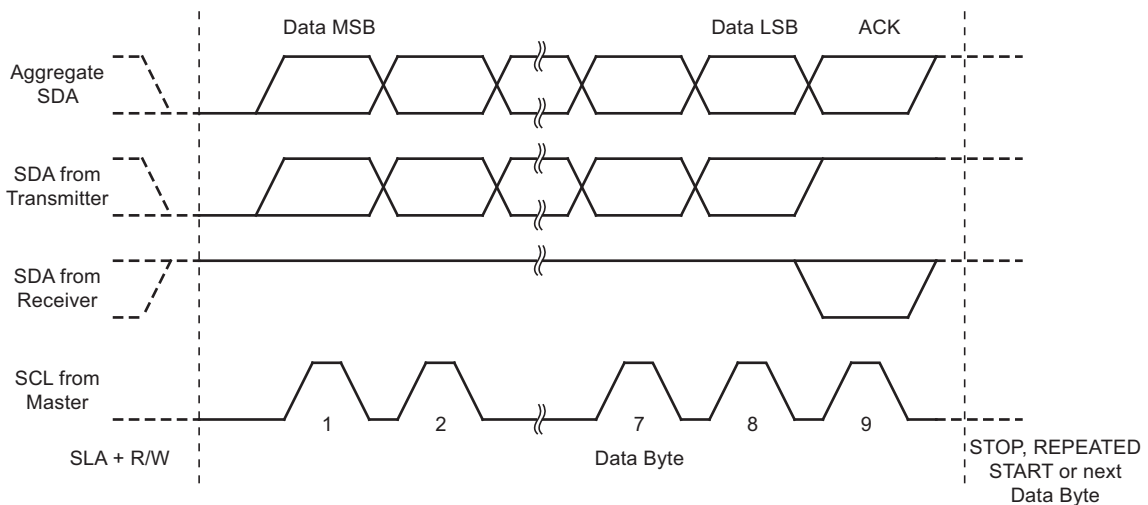 Data MSB
Data LSB
ACK
Aggregate
SDA
SDA from
Transmitter
SDA from
Receiver
SCL from
Master
1
2
7
8
9
SLA + R/W
Data Byte
STOP, REPEATED
START or next
Data Byte